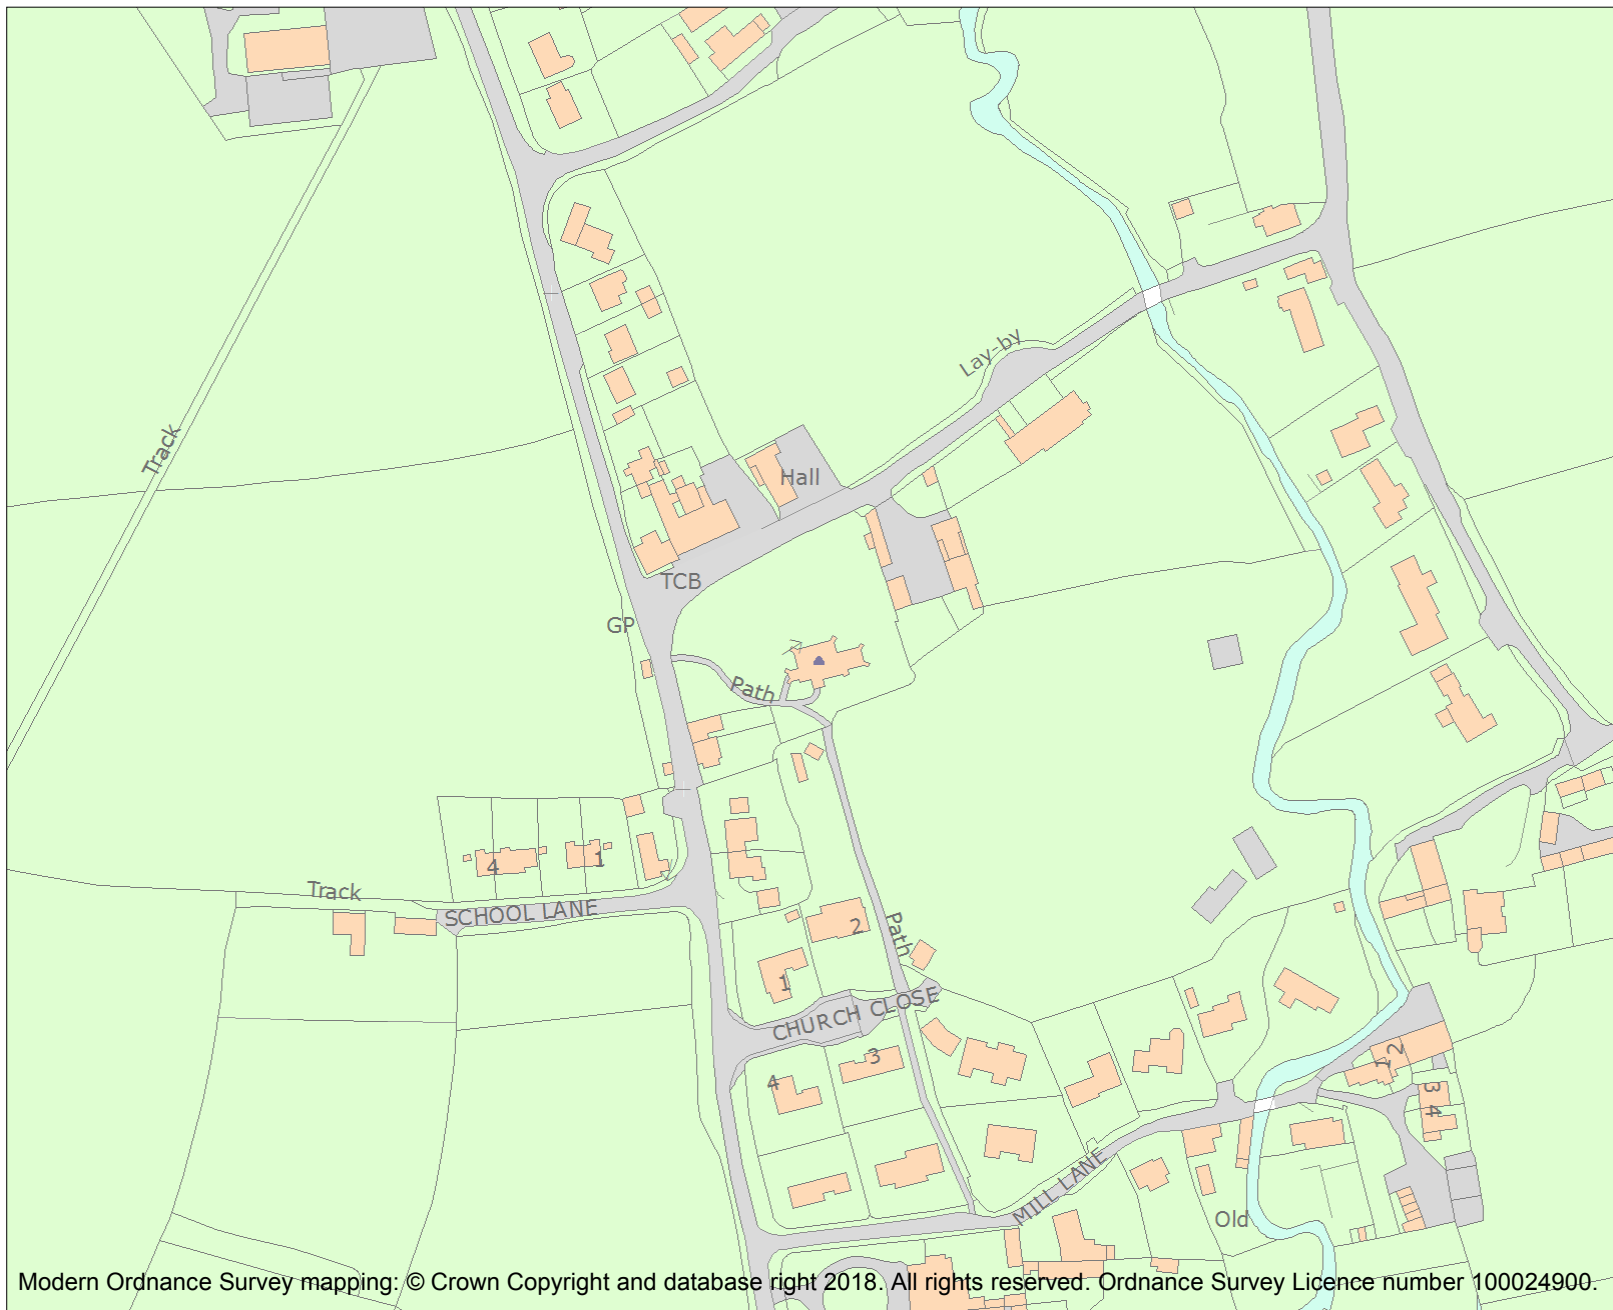 Lay-by
Track
Hall
TCB
GP
Path
4
1
Track
SCHOOL LANE
2
Path
1
CHURCH CLOSE
3
4
1
2
3
4
MILL LANE
Old
Modern Ordnance Survey mapping: © Crown Copyright and database right 2018. All rights reserved. Ordnance Survey Licence number 100024900.